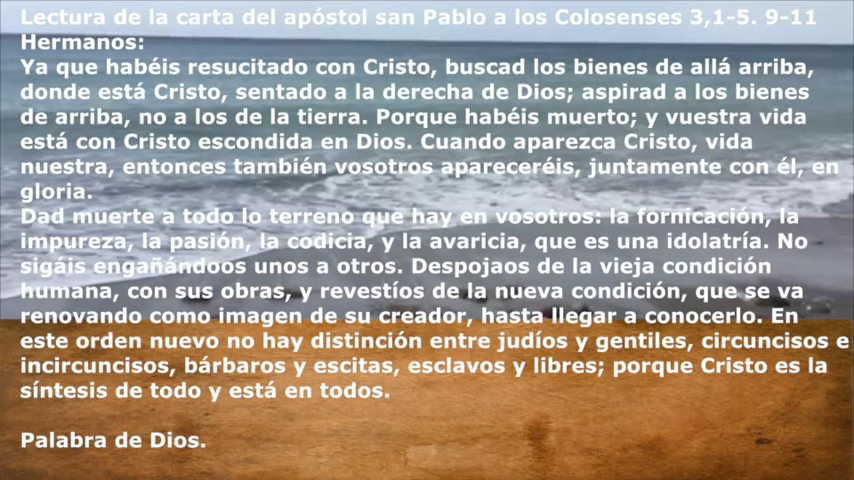 Lectura de la carta del apóstol san Pablo a los Colosenses 3,1-5. 9-11
Hermanos:
Ya que habéis resucitado con Cristo, buscad los bienes de allá arriba,
donde está Cristo, sentado a la derecha de Dios; aspirad a los bienes
de arriba, no a los de la tierra. Porque habéis muerto; y vuestra vida
está con Cristo escondida en Dios. Cuando aparezca Cristo, vida
nuestra, entonces también vosotros apareceréis, juntamente con él, en
gloria.
Dad muerte a todo lo terreno que hay en vosotros: la fornicación, la
impureza, la pasión, la codicia, y la avaricia, que es una idolatría. No
sigáis engañándoos unos a otros. Despojaos de la vieja condición
humana, con sus obras, y revestíos de la nueva condición, que se va
renovando como imagen de su creador, hasta llegar a conocerlo. En
este orden nuevo no hay distinción entre judíos y gentiles, circuncisos e
incircuncisos, bárbaros y escitas, esclavos y libres; porque Cristo es la
síntesis de todo y está en todos.
Palabra de Dios.